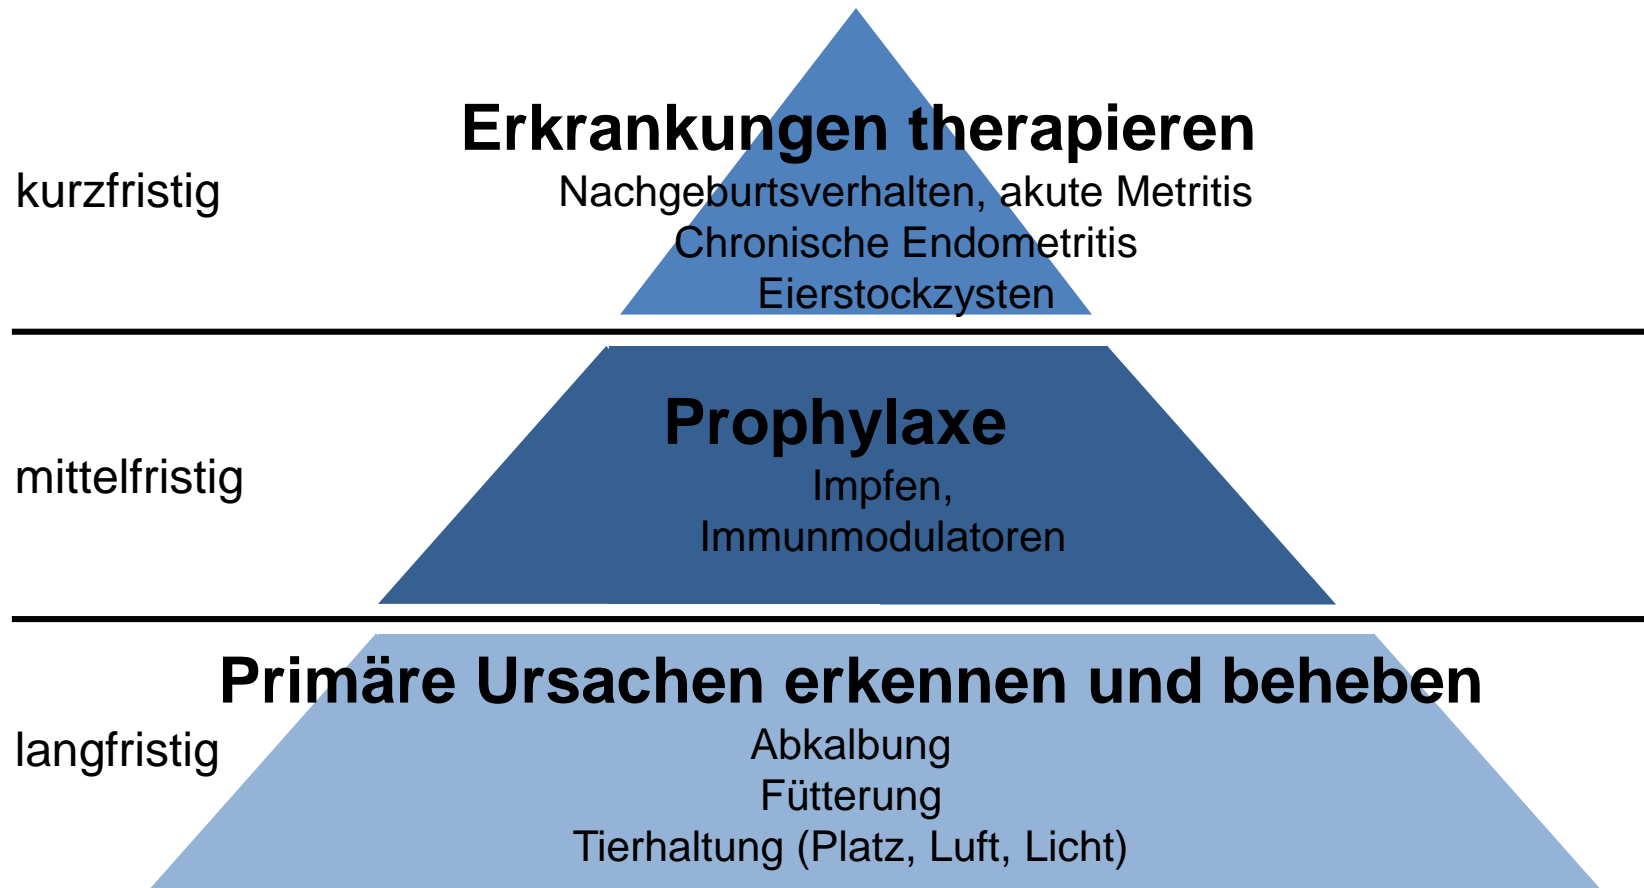 Erkrankungen therapieren
kurzfristig
Nachgeburtsverhalten, akute Metritis
Chronische Endometritis
Eierstockzysten
Prophylaxe
mittelfristig
Impfen,
Immunmodulatoren
Primäre Ursachen erkennen und beheben
langfristig
Abkalbung
Fütterung
Tierhaltung (Platz, Luft, Licht)